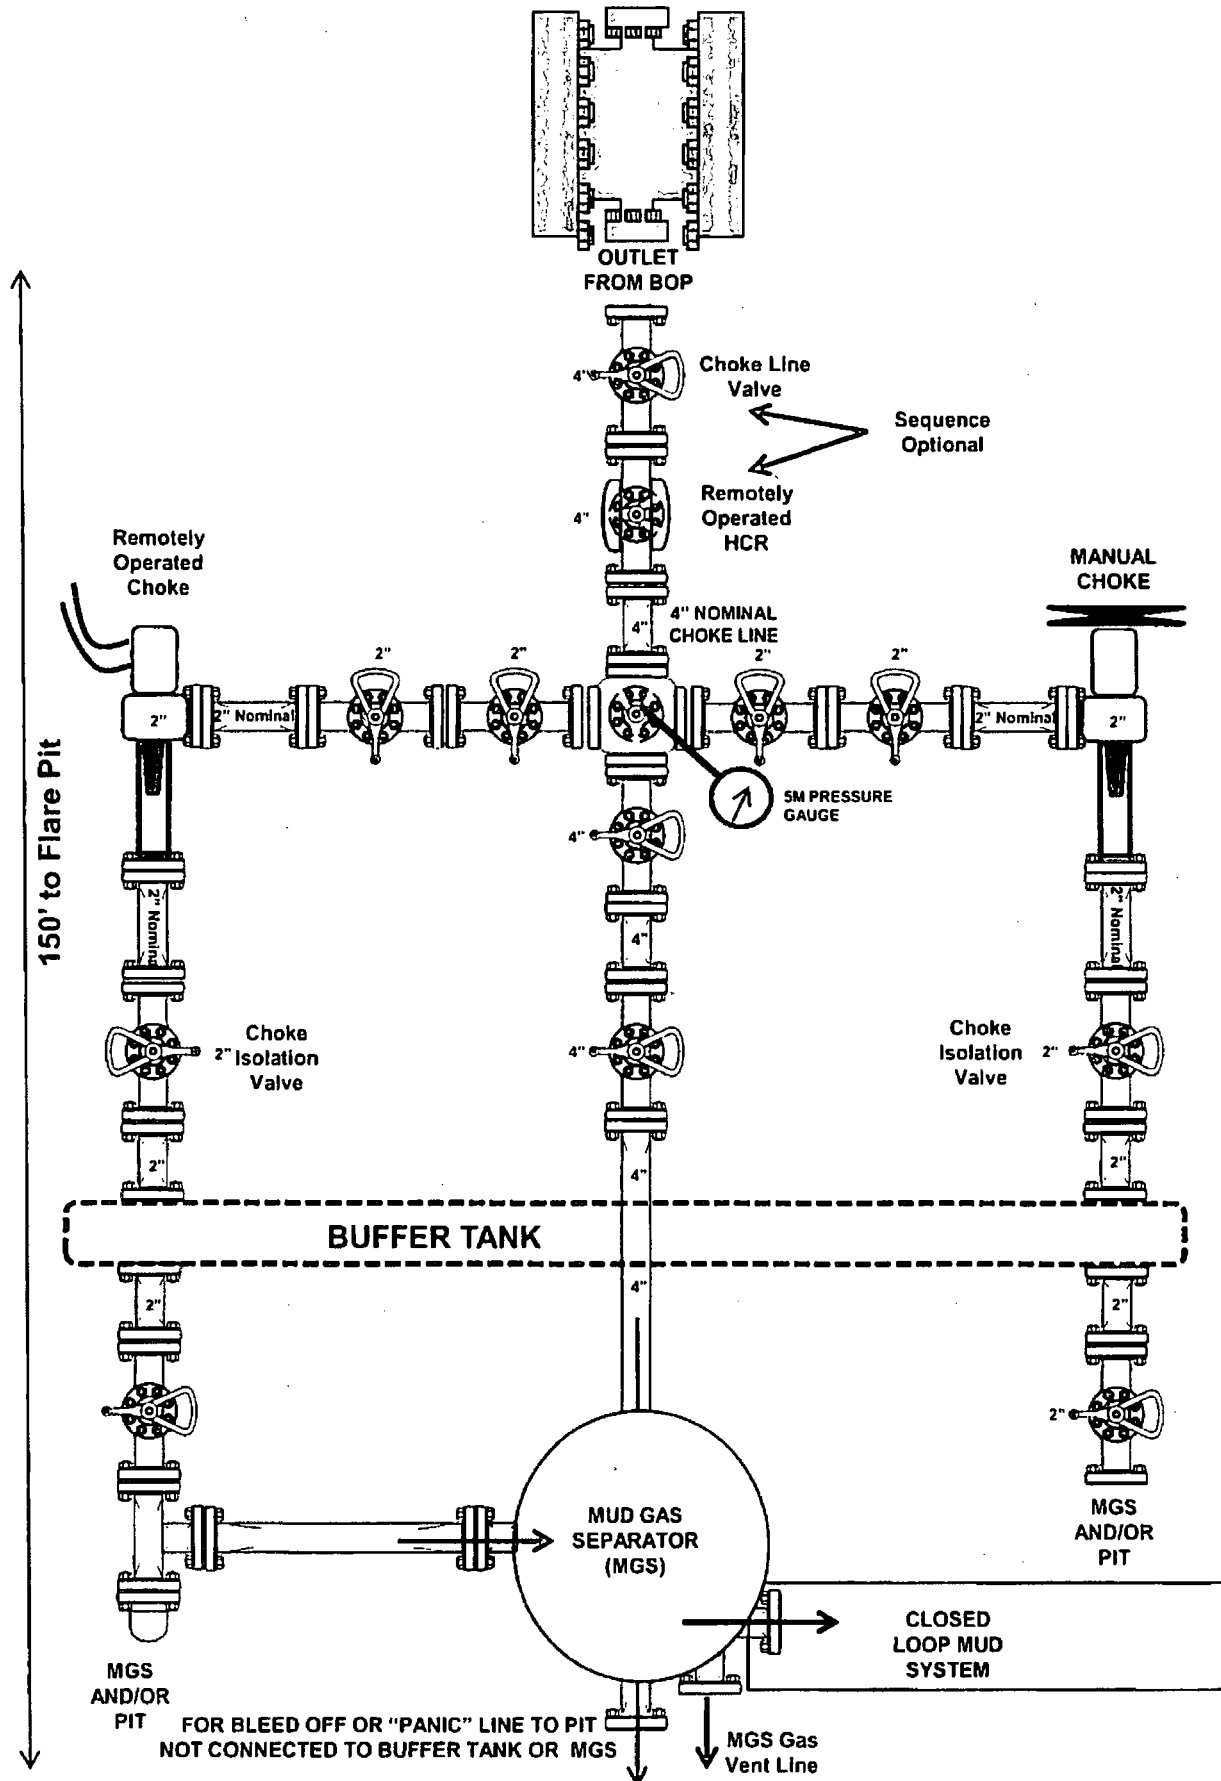 OUTLET
FROM BOP
4"
Choke Line
Valve
Sequence
Optional
4"
Remotely
Operated
HCR
Remotely
Operated
Choke
MANUAL
CHOKE
4"
4" NOMINAL
CHOKE LINE
2"
2"
2"
2"
2"
2" Nominal
2" Nominal
2"
5M PRESSURE
GAUGE
4"
150' to Flare Pit
2" Nominal
4"
2" Nominal
2"
Choke
Isolation
Valve
4"
Choke
Isolation
Valve
2"
2"
4"
2"
BUFFER TANK
2"
4"
2"
2"
MUD GAS
SEPARATOR
(MGS)
MGS
AND/OR
PIT
CLOSED
LOOP MUD
SYSTEM
MGS
AND/OR
PIT
FOR BLEED OFF OR "PANIC" LINE TO PIT
NOT CONNECTED TO BUFFER TANK OR MGS
MGS Gas
Vent Line